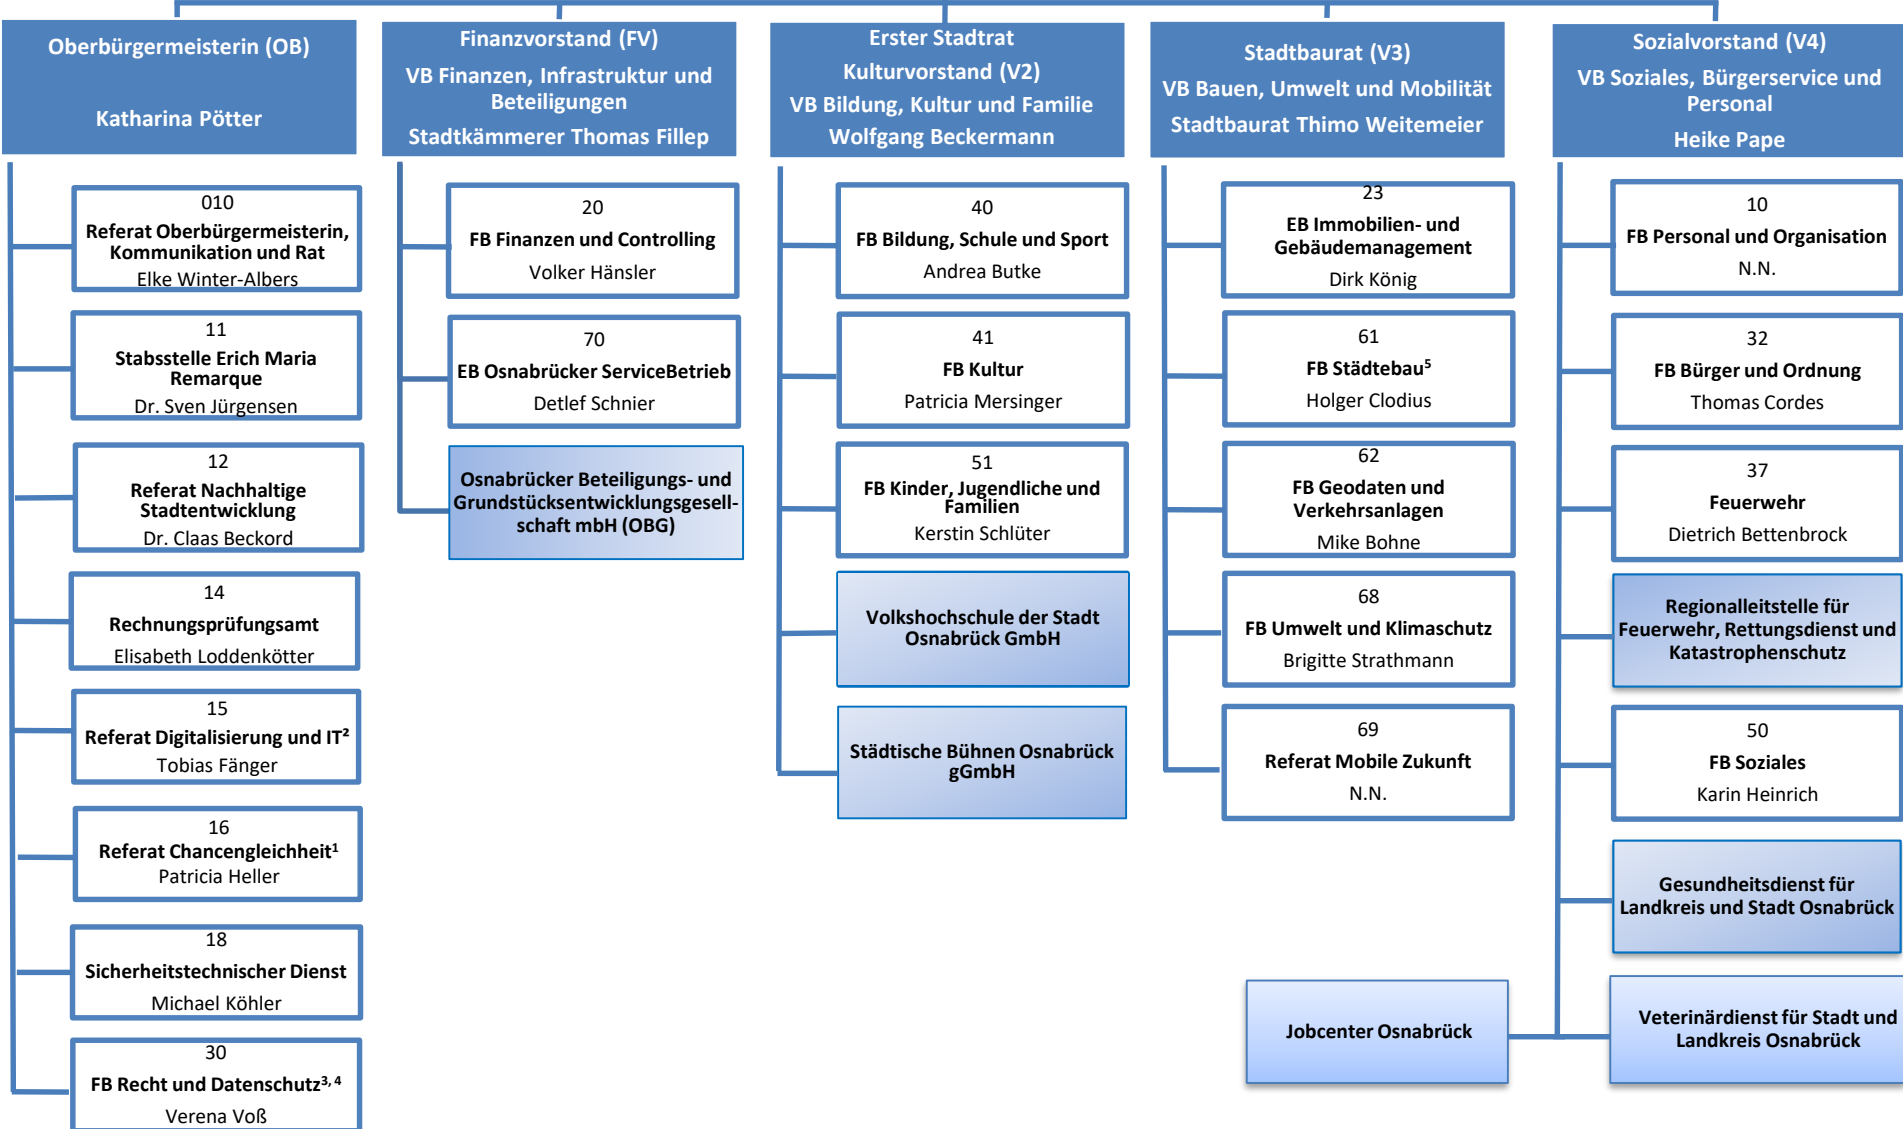 Oberbürgermeisterin (OB)
Katharina Pötter
010
Referat Oberbürgermeisterin,
Kommunikation und Rat
Elke Winter-Albers
11
Stabsstelle Erich Maria
Remarque
Dr. Sven Jürgensen
12
Referat Nachhaltige
Stadtentwicklung
Dr. Claas Beckord
14
Rechnungsprüfungsamt
Elisabeth Loddenkötter
15
Referat Digitalisierung und IT²
Tobias Fänger
16
Referat Chancengleichheit¹
Patricia Heller
18
Sicherheitstechnischer Dienst
Michael Köhler
30
FB Recht und Datenschutz³, ⁴
Verena Voß
Finanzvorstand (FV)
VB Finanzen, Infrastruktur und
Beteiligungen
Stadtkämmerer Thomas Fillep
20
FB Finanzen und Controlling
Volker Hänsler
70
EB Osnabrücker ServiceBetrieb
Detlef Schnier
Osnabrücker Beteiligungs- und
Grundstücksentwicklungsgesell-
schaft mbH (OBG)
Erster Stadtrat
Kulturvorstand (V2)
VB Bildung, Kultur und Familie
Wolfgang Beckermann
40
FB Bildung, Schule und Sport
Andrea Butke
41
FB Kultur
Patricia Mersinger
51
FB Kinder, Jugendliche und
Familien
Kerstin Schlüter
Volkshochschule der Stadt
Osnabrück GmbH
Städtische Bühnen Osnabrück
gGmbH
Stadtbaurat (V3)
VB Bauen, Umwelt und Mobilität
Stadtbaurat Thimo Weitemeier
23
EB Immobilien- und
Gebäudemanagement
Dirk König
61
FB Städtebau⁵
Holger Clodius
62
FB Geodaten und
Verkehrsanlagen
Mike Bohne
68
FB Umwelt und Klimaschutz
Brigitte Strathmann
69
Referat Mobile Zukunft
N.N.
Sozialvorstand (V4)
VB Soziales, Bürgerservice und
Personal
Heike Pape
10
FB Personal und Organisation
N.N.
32
FB Bürger und Ordnung
Thomas Cordes
37
Feuerwehr
Dietrich Bettenbrock
Regionalleitstelle für
Feuerwehr, Rettungsdienst und
Katastrophenschutz
50
FB Soziales
Karin Heinrich
Gesundheitsdienst für
Landkreis und Stadt Osnabrück
Jobcenter Osnabrück
Veterinärdienst für Stadt und
Landkreis Osnabrück